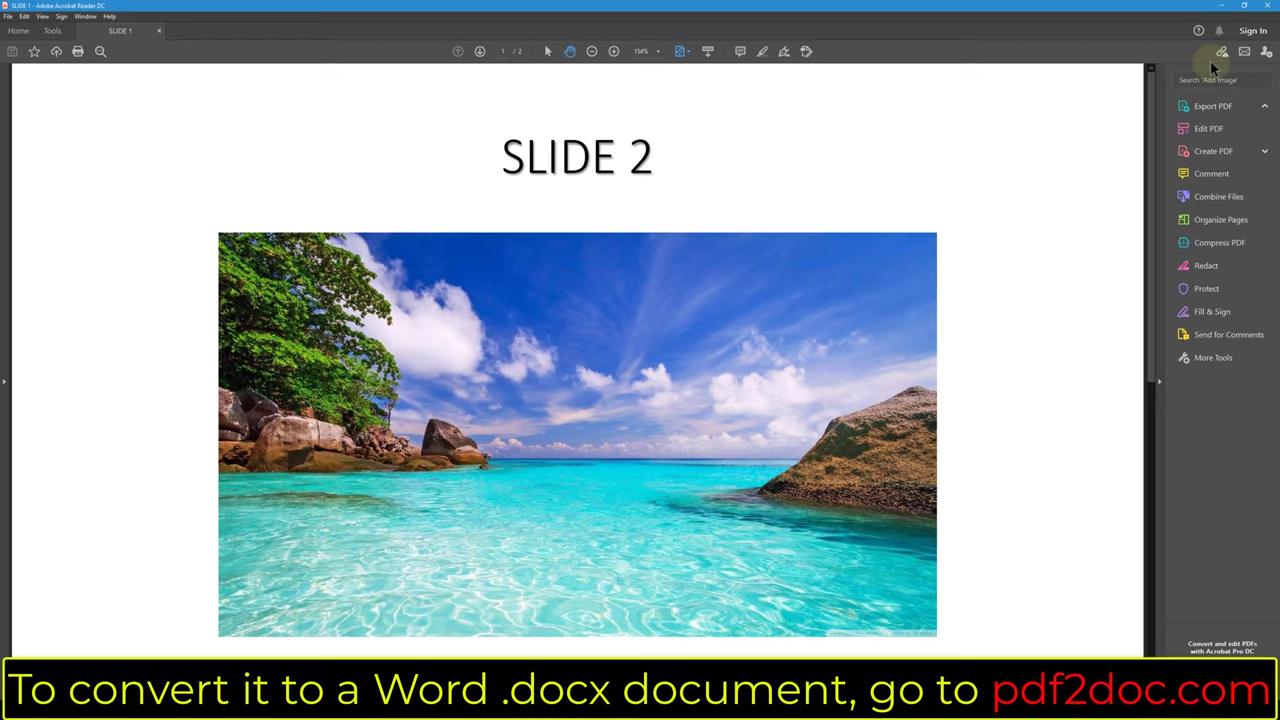 SLIDE 1 - Adobe Acrobat Reader DC
File Edit View Sign Window Help
Home Tools SLIDE 1 ×
Sign In
1 / 2 154%
Search 'Add Image'
Export PDF
Edit PDF
Create PDF
Comment
Combine Files
Organize Pages
Compress PDF
Redact
Protect
Fill & Sign
Send for Comments
More Tools
SLIDE 2
Convert and edit PDFs
with Acrobat Pro DC
To convert it to a Word .docx document, go to pdf2doc.com